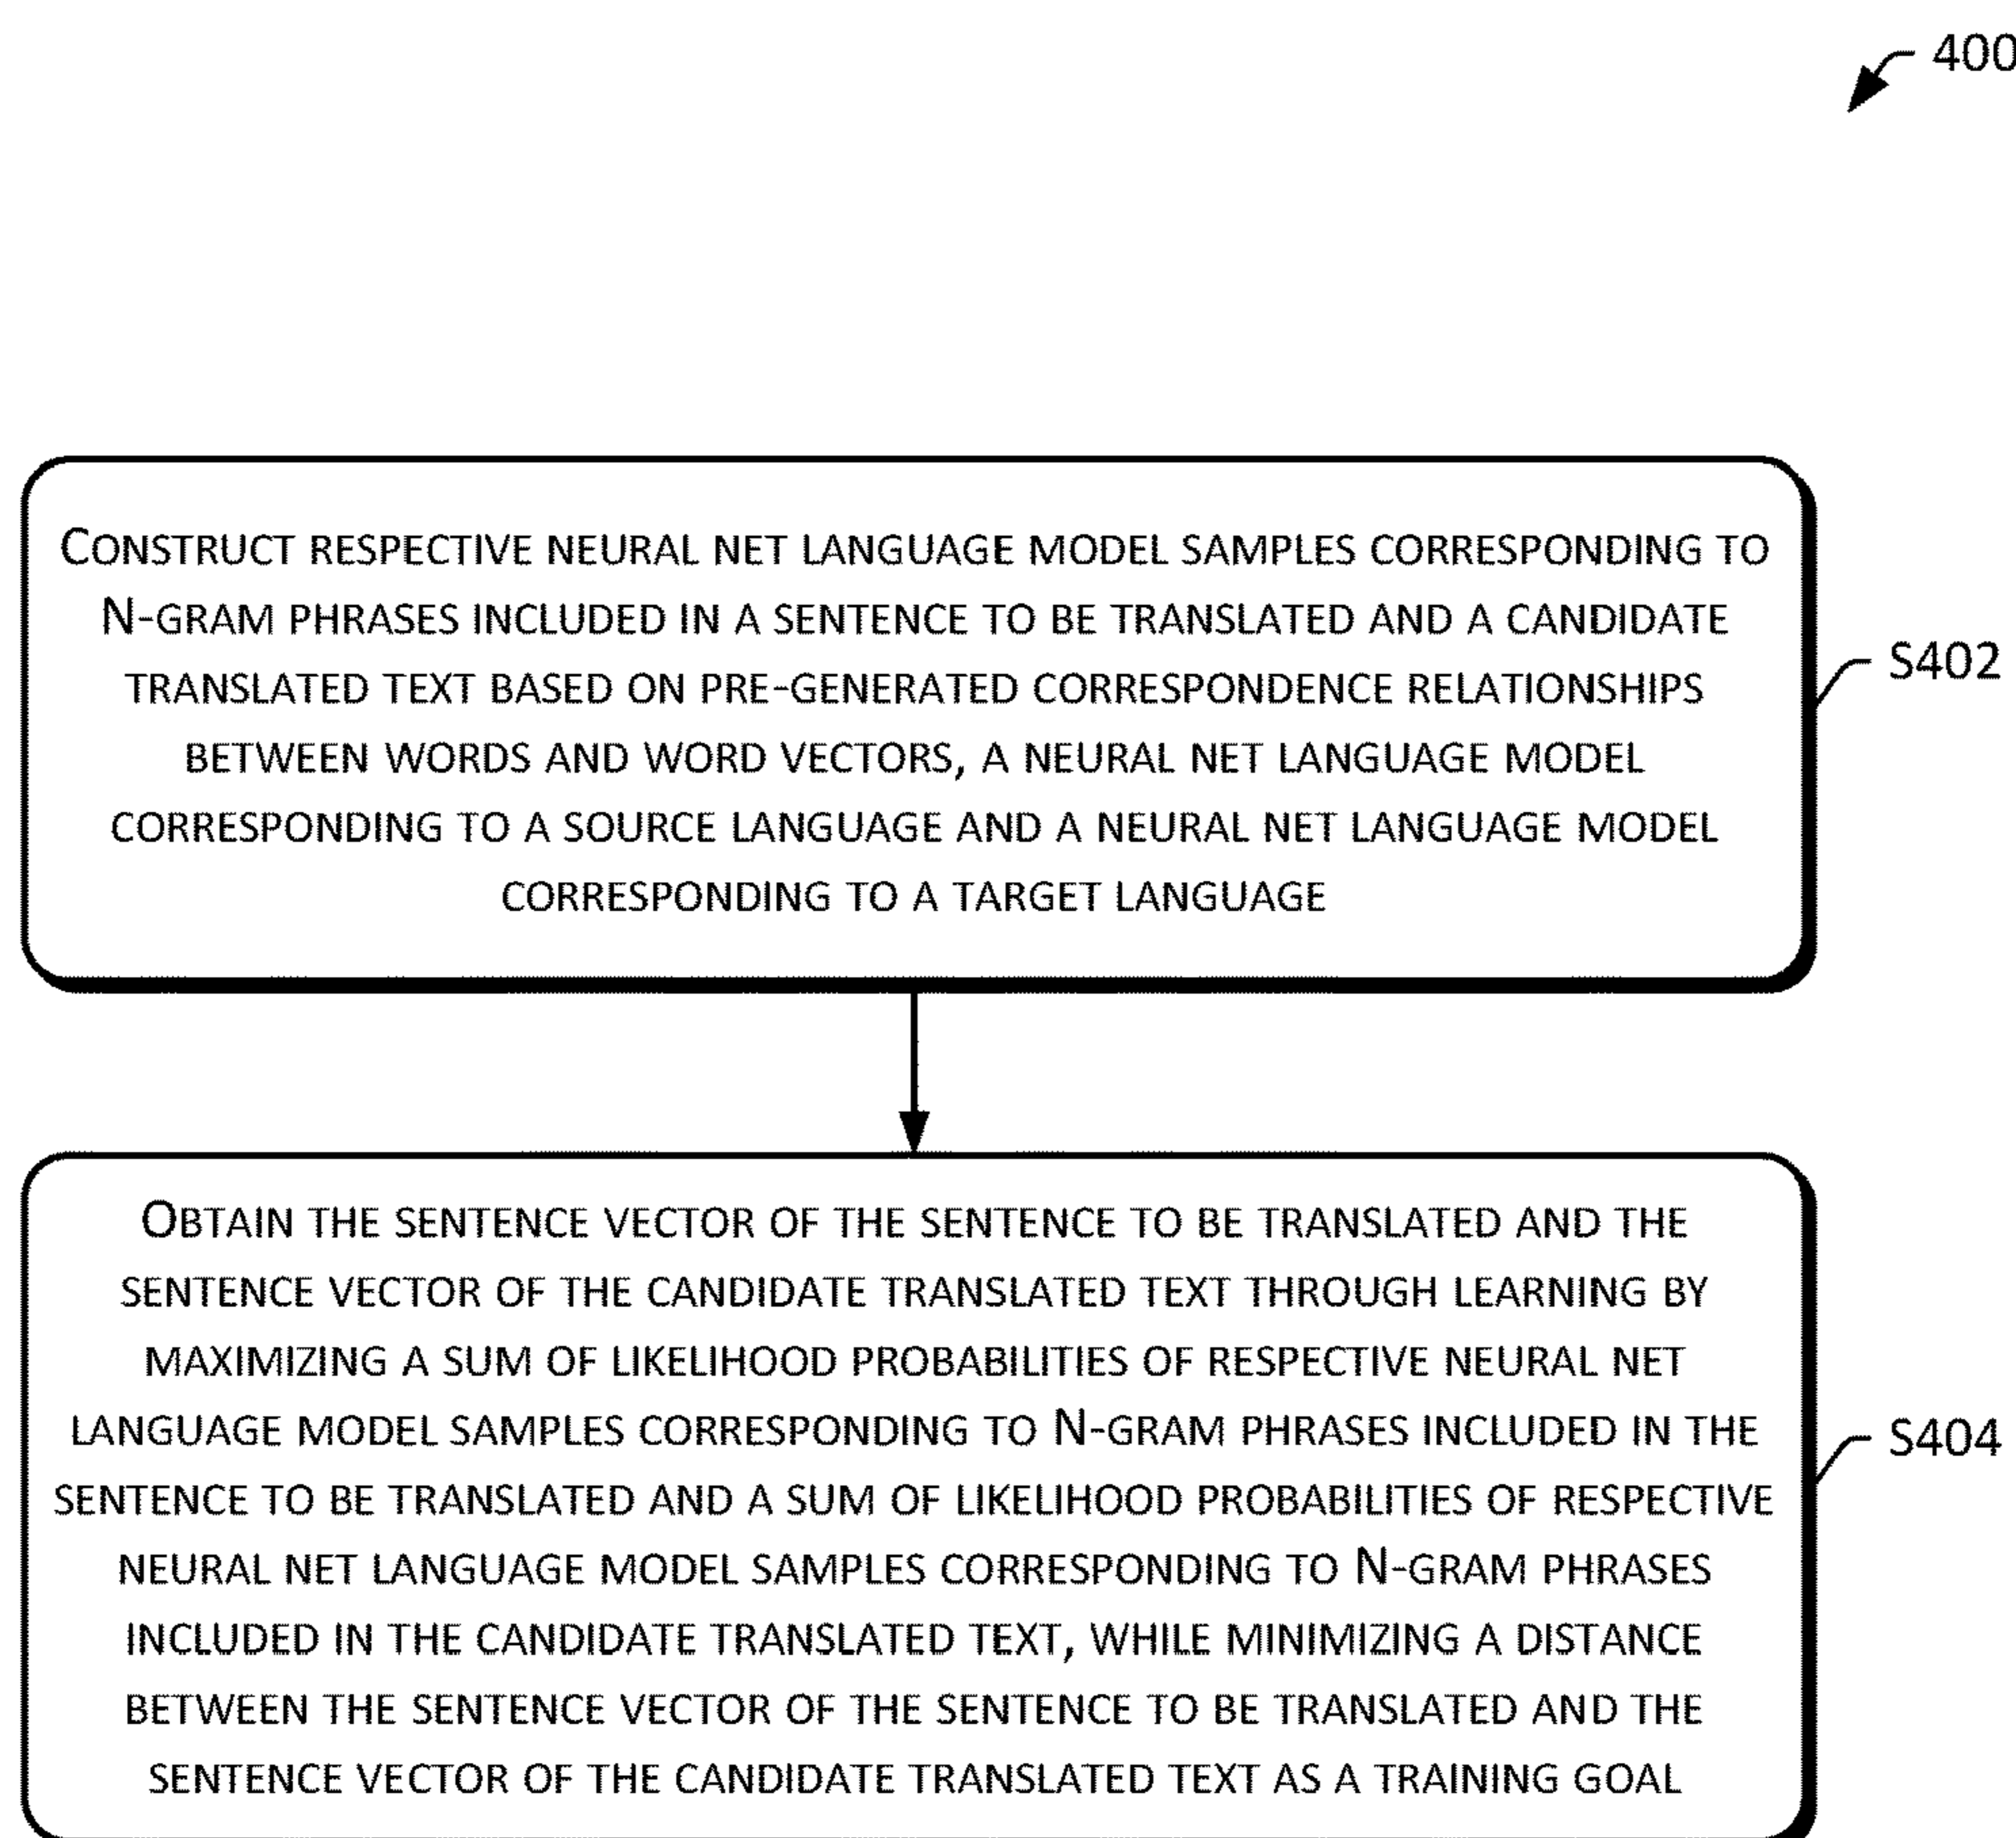 400
CONSTRUCT RESPECTIVE NEURAL NET LANGUAGE MODEL SAMPLES CORRESPONDING TO
N-GRAM PHRASES INCLUDED IN A SENTENCE TO BE TRANSLATED AND A CANDIDATE
TRANSLATED TEXT BASED ON PRE-GENERATED CORRESPONDENCE RELATIONSHIPS
BETWEEN WORDS AND WORD VECTORS, A NEURAL NET LANGUAGE MODEL
CORRESPONDING TO A SOURCE LANGUAGE AND A NEURAL NET LANGUAGE MODEL
CORRESPONDING TO A TARGET LANGUAGE
S402
OBTAIN THE SENTENCE VECTOR OF THE SENTENCE TO BE TRANSLATED AND THE
SENTENCE VECTOR OF THE CANDIDATE TRANSLATED TEXT THROUGH LEARNING BY
MAXIMIZING A SUM OF LIKELIHOOD PROBABILITIES OF RESPECTIVE NEURAL NET
LANGUAGE MODEL SAMPLES CORRESPONDING TO N-GRAM PHRASES INCLUDED IN THE
SENTENCE TO BE TRANSLATED AND A SUM OF LIKELIHOOD PROBABILITIES OF RESPECTIVE
NEURAL NET LANGUAGE MODEL SAMPLES CORRESPONDING TO N-GRAM PHRASES
INCLUDED IN THE CANDIDATE TRANSLATED TEXT, WHILE MINIMIZING A DISTANCE
BETWEEN THE SENTENCE VECTOR OF THE SENTENCE TO BE TRANSLATED AND THE
SENTENCE VECTOR OF THE CANDIDATE TRANSLATED TEXT AS A TRAINING GOAL
S404